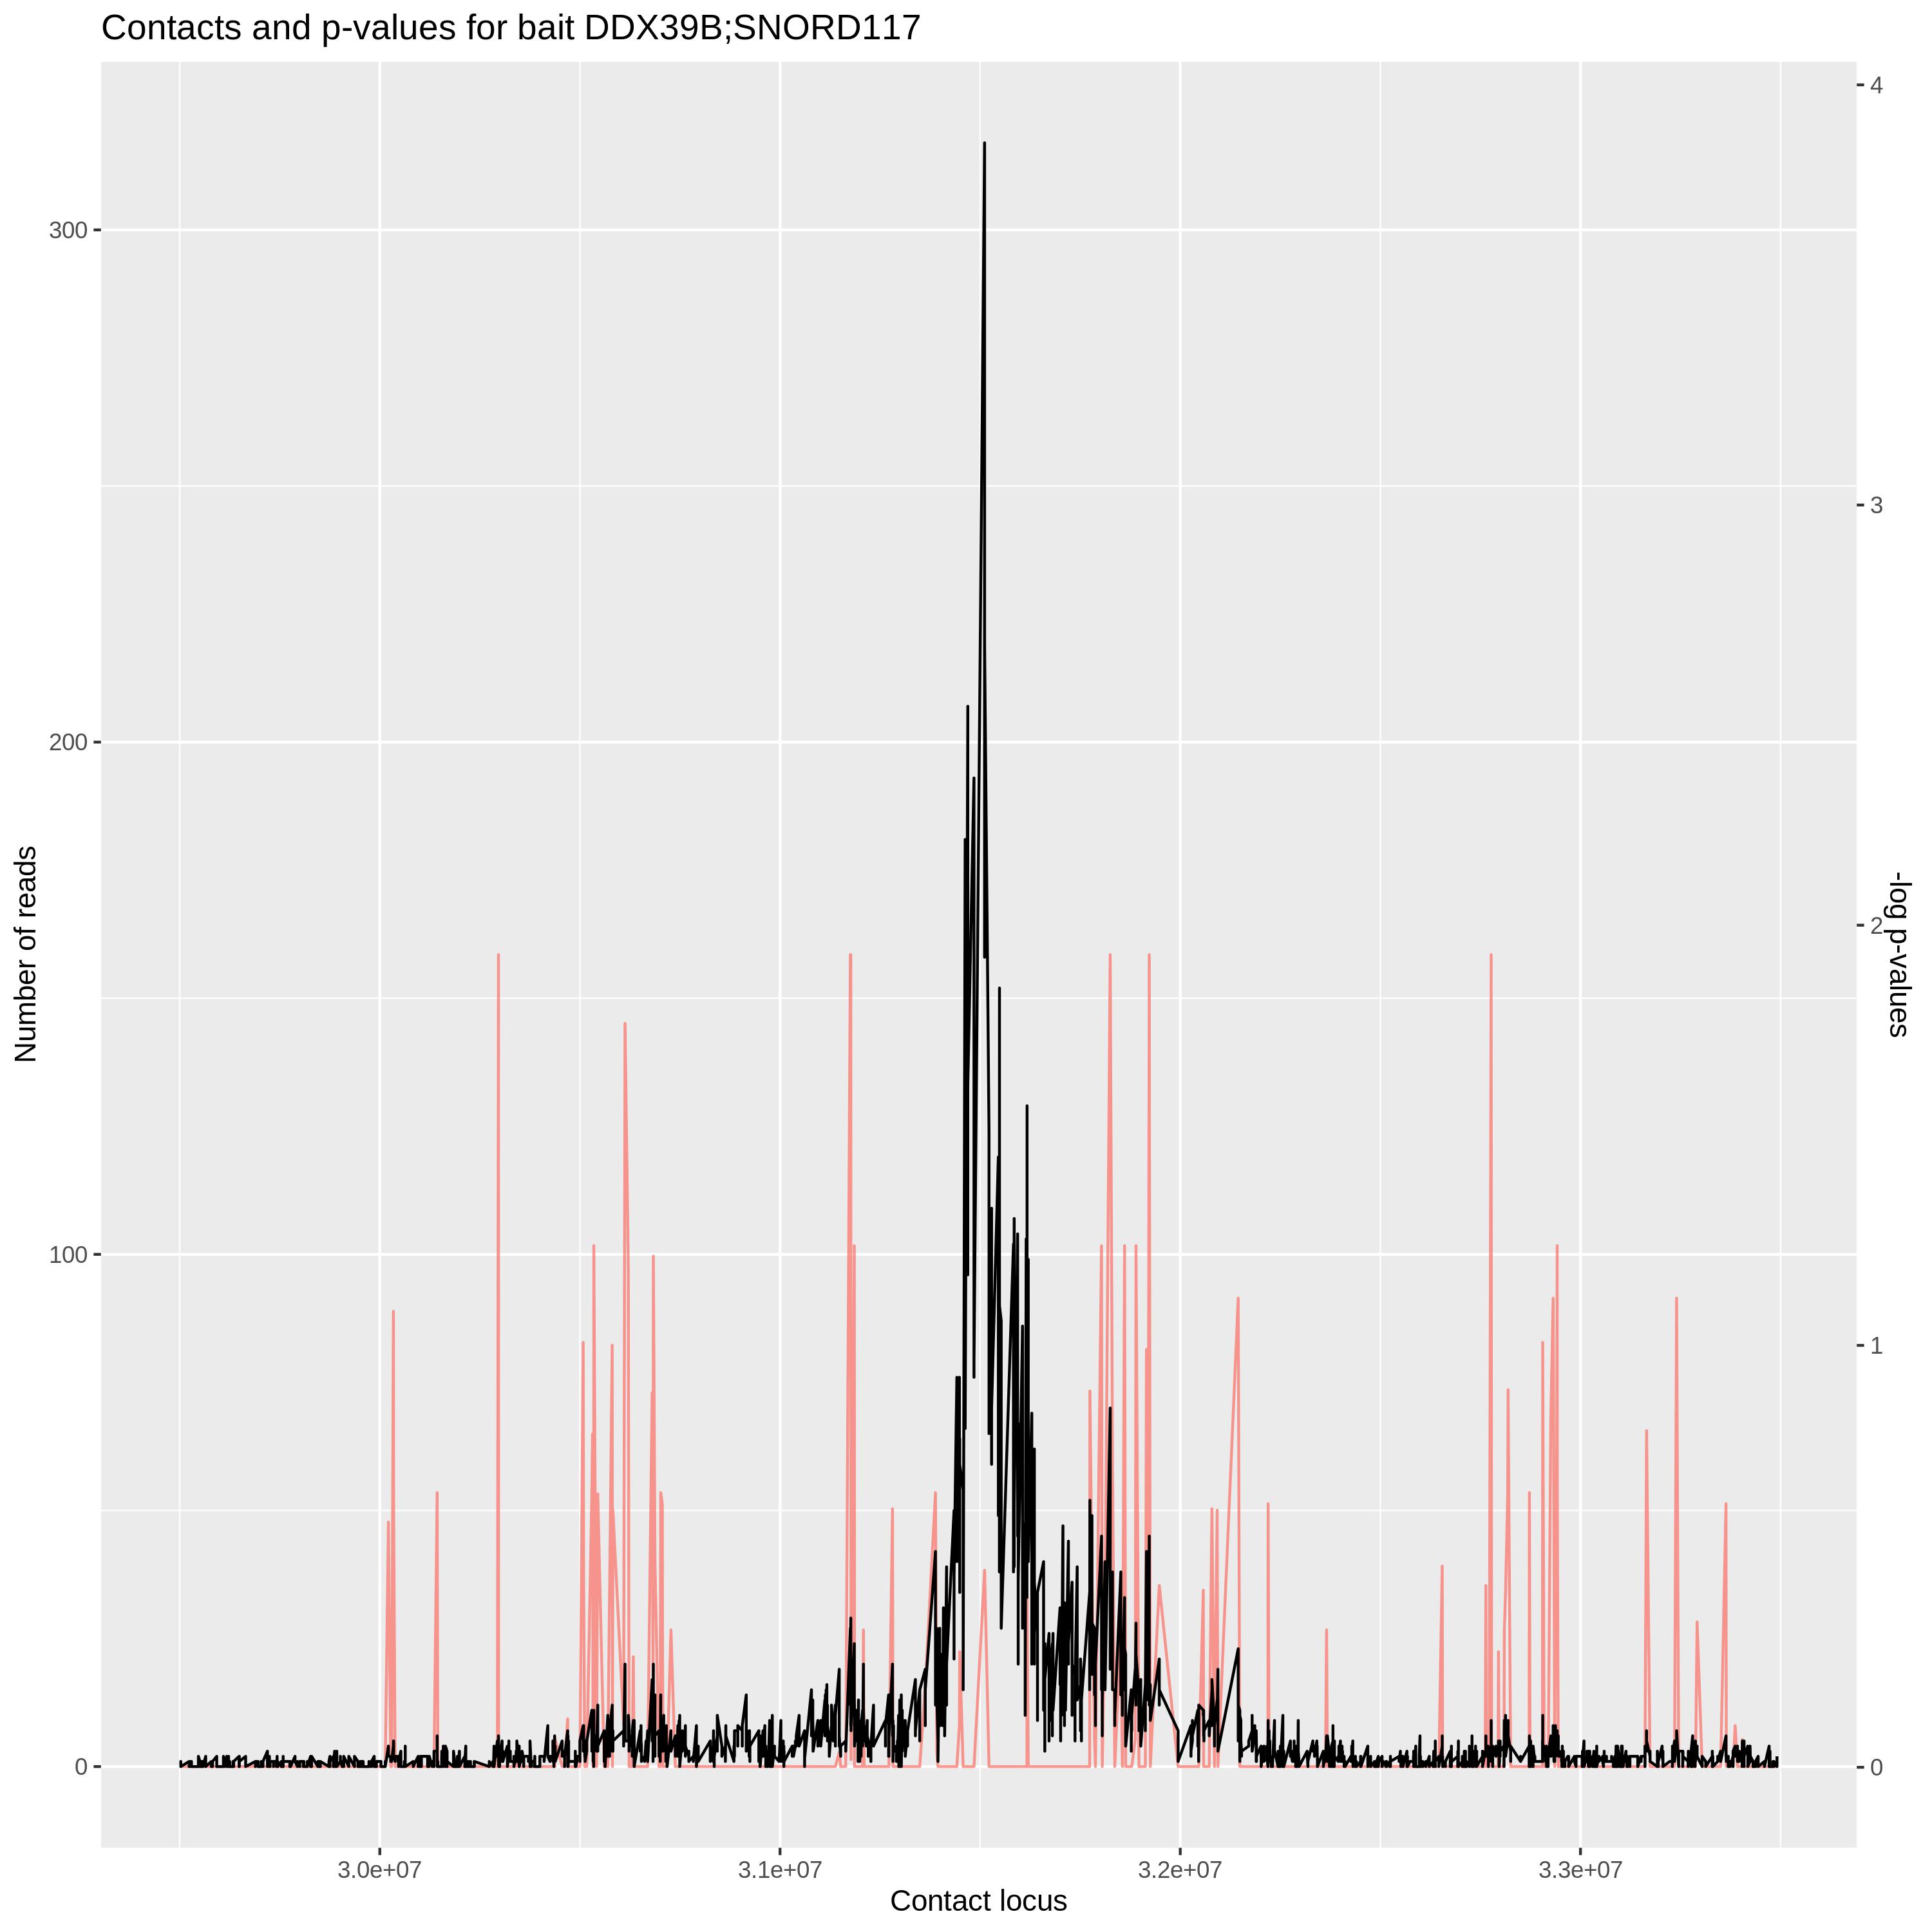 Contacts and p-values for bait DDX39B;SNORD117
Number of reads
300
200
100
0
4
3
2
1
0
-log p-values
3.0e+07
3.1e+07
3.2e+07
3.3e+07
Contact locus